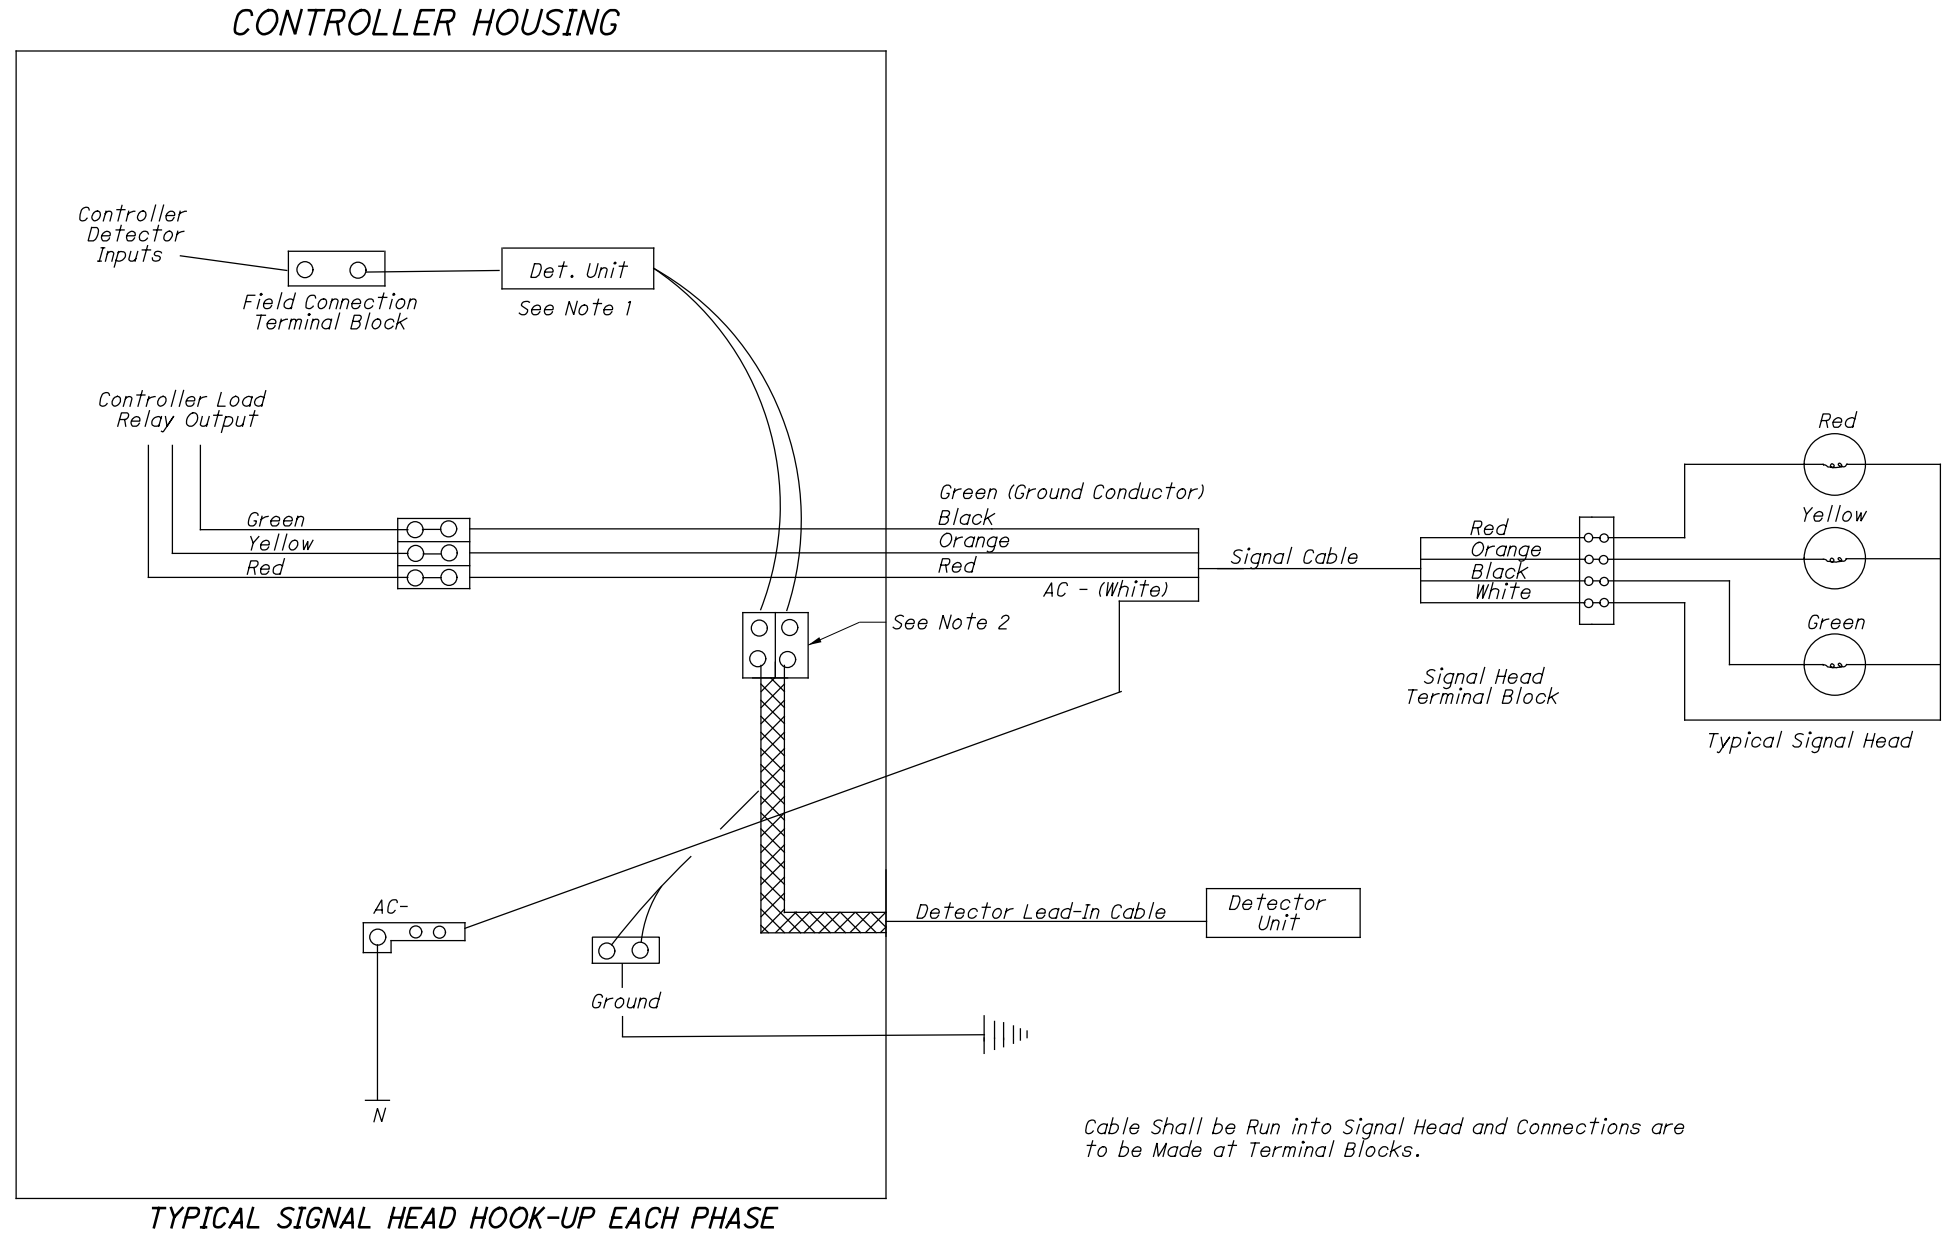 CONTROLLER HOUSING
Controller
Detector
Inputs
Field Connection
Terminal Block
Det. Unit
See Note 1
Controller Load
Relay Output
Green
Yellow
Red
Green (Ground Conductor)
Black
Orange
Red
AC - (White)
See Note 2
Signal Cable
Red
Orange
Black
White
Signal Head
Terminal Block
Red
Yellow
Green
Typical Signal Head
AC-
N
Ground
Detector Lead-In Cable
Detector
Unit
Cable Shall be Run into Signal Head and Connections are
to be Made at Terminal Blocks.
TYPICAL SIGNAL HEAD HOOK-UP EACH PHASE